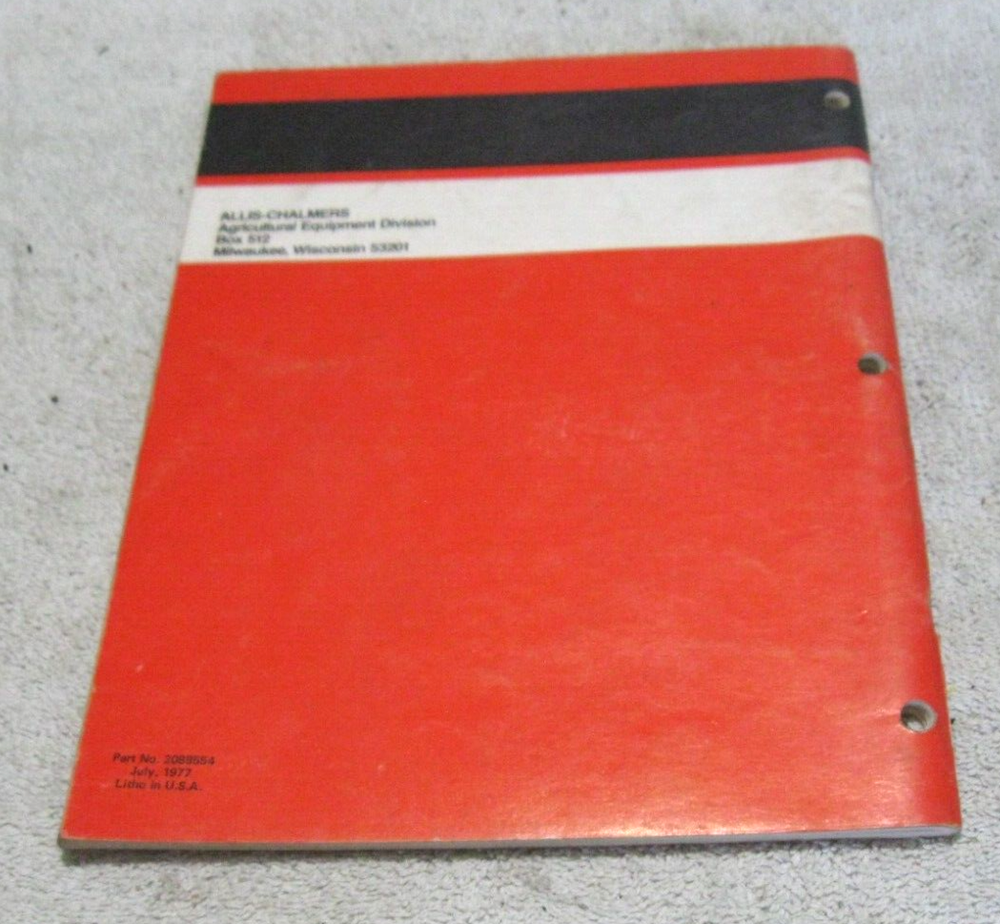 ALLIS-CHALMERS
Agricultural Equipment Division
Box 512
Milwaukee, Wisconsin 53201
Part No. 2089554
July, 1977
Litho in U.S.A.